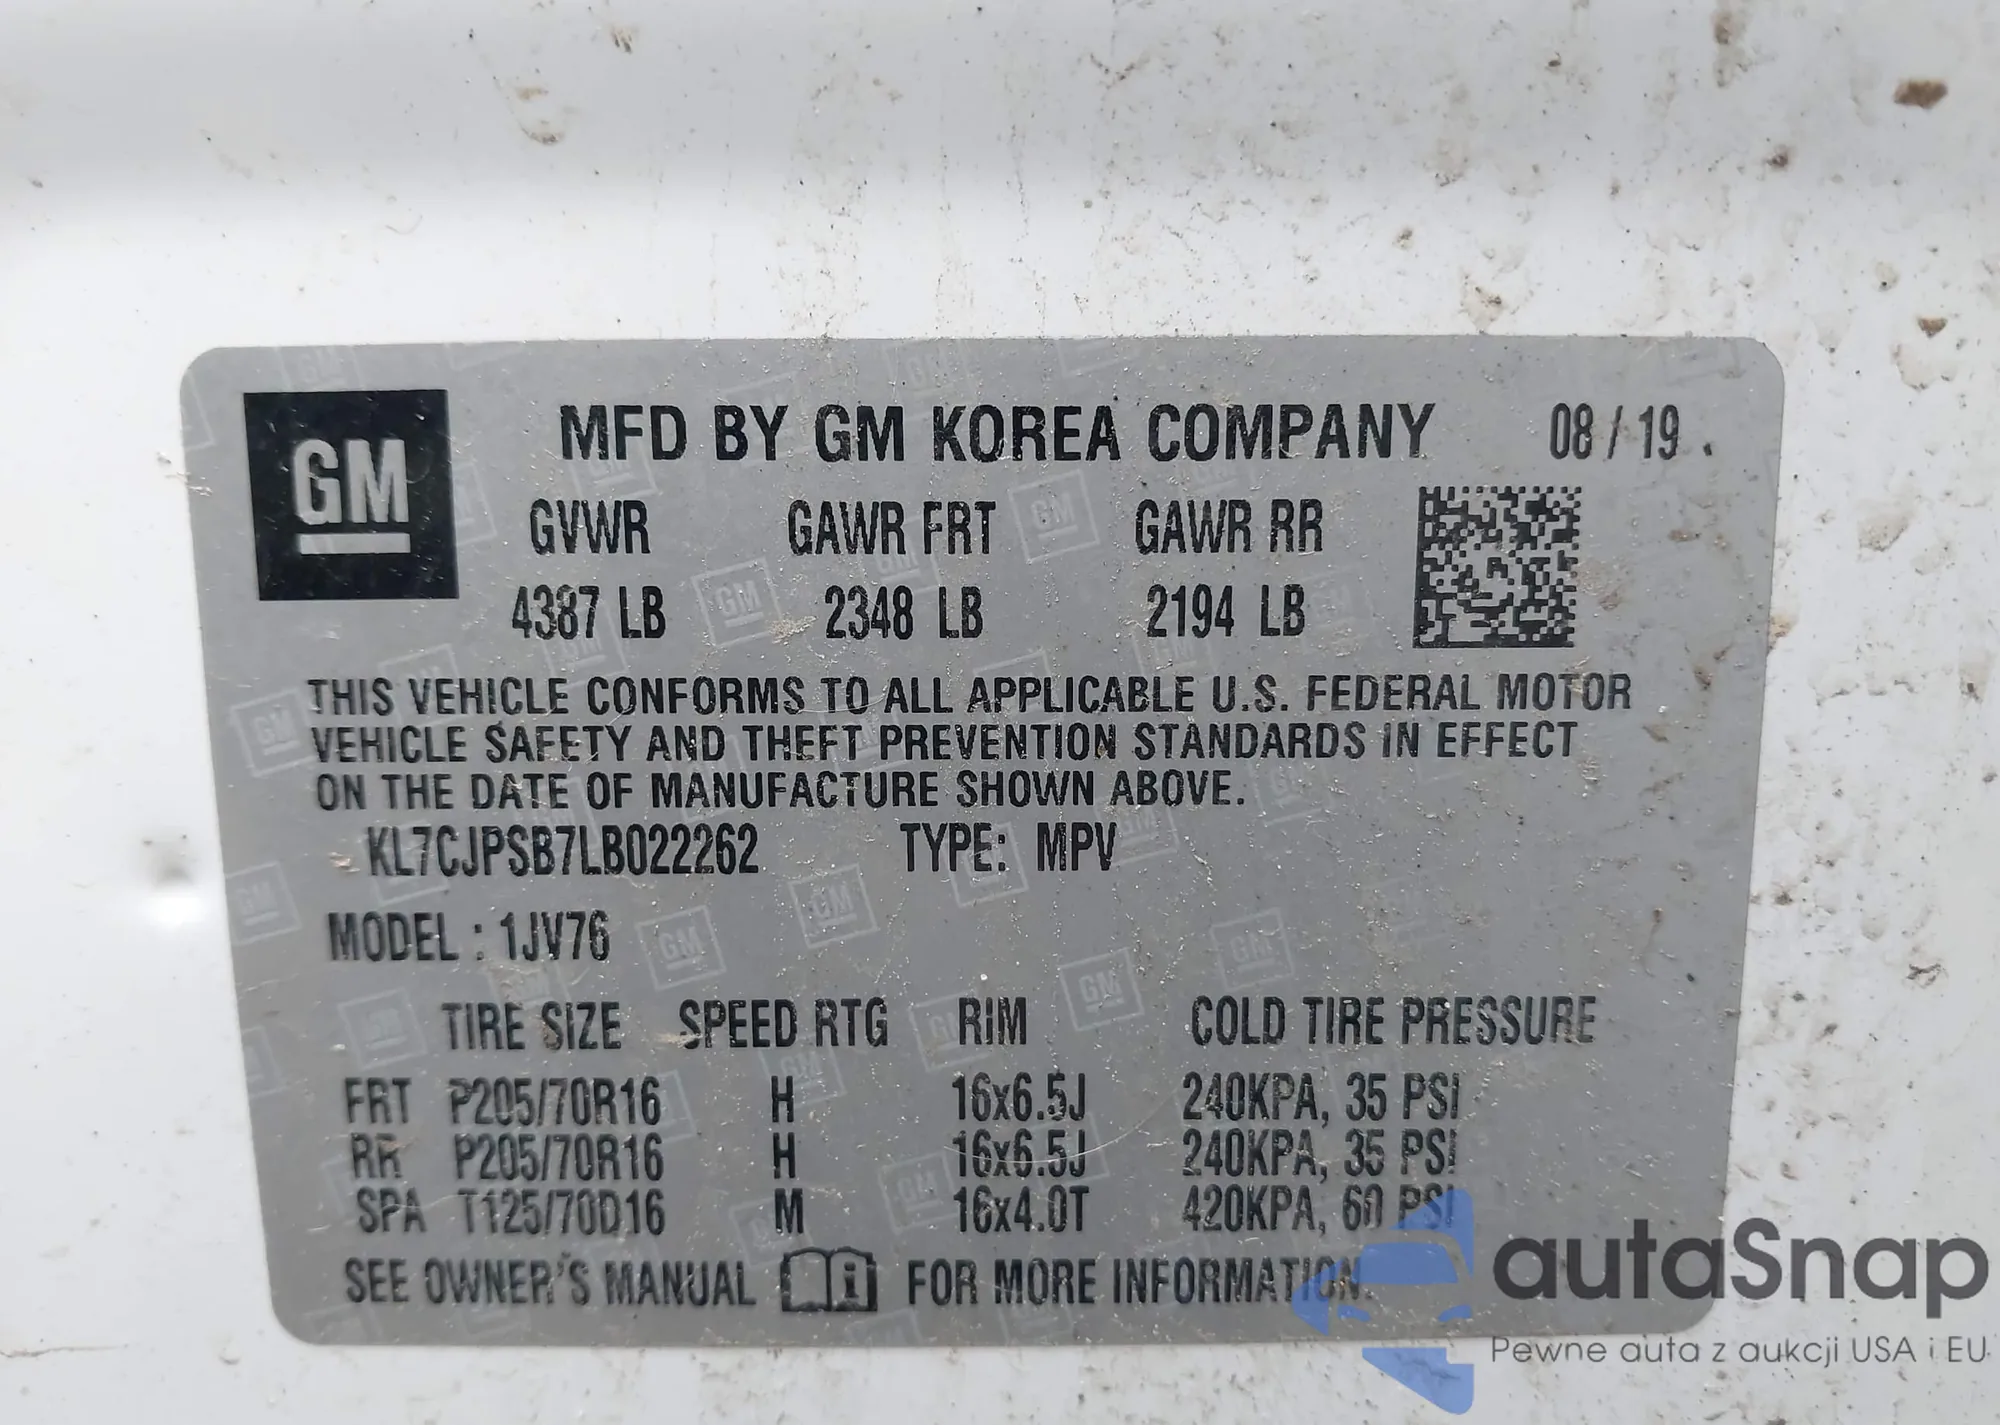 GM
MFD BY GM KOREA COMPANY 08 / 19
GVWR GAWR FRT GAWR RR
4387 LB 2348 LB 2194 LB
THIS VEHICLE CONFORMS TO ALL APPLICABLE U.S. FEDERAL MOTOR
VEHICLE SAFETY AND THEFT PREVENTION STANDARDS IN EFFECT
ON THE DATE OF MANUFACTURE SHOWN ABOVE.
KL7CJPSB7LB022262 TYPE: MPV
MODEL : 1JV76
TIRE SIZE SPEED RTG RIM COLD TIRE PRESSURE
FRT P205/70R16 H 16x6.5J 240KPA, 35 PSI
RR P205/70R16 H 16x6.5J 240KPA, 35 PSI
SPA T125/70D16 M 16x4.0T 420KPA, 60 PSI
SEE OWNER'S MANUAL i FOR MORE INFORMATION.
autaSnap
Pewne auta z aukcji USA i EU